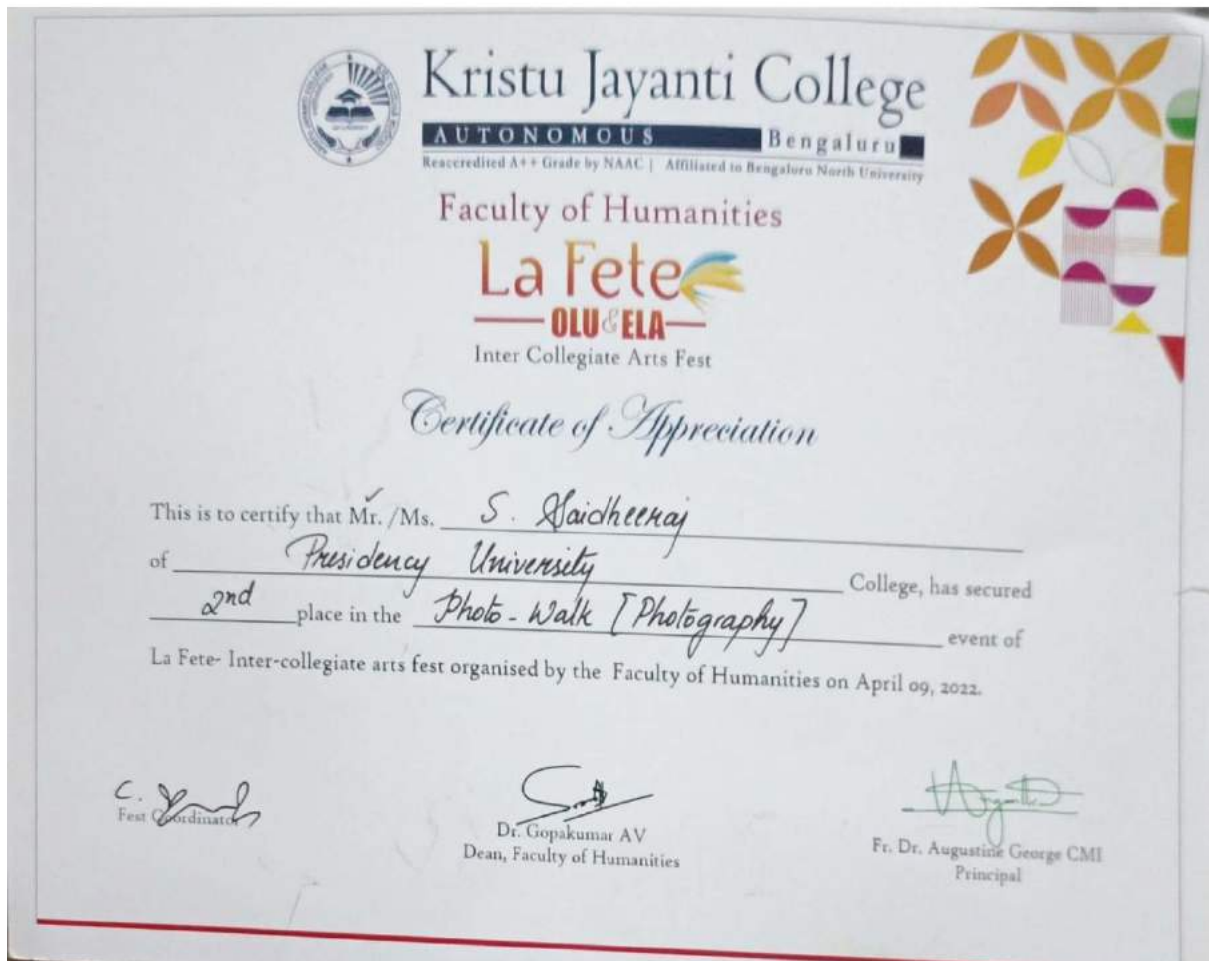 Kristu Jayanti College
AUTONOMOUS Bengaluru
Reaccredited A++ Grade by NAAC | Affiliated to Bengaluru North University
Faculty of Humanities
La Fete
OLU & ELA
Inter Collegiate Arts Fest
Certificate of Appreciation
This is to certify that Mr. /Ms. S. Saidheeraj
of Presidency University College, has secured
2nd place in the Photo-Walk [Photography] event of
La Fete- Inter-collegiate arts fest organised by the Faculty of Humanities on April 09, 2022.
C.
Fest Coordinator
Dr. Gopakumar AV
Dean, Faculty of Humanities
Fr. Dr. Augustine George CMI
Principal